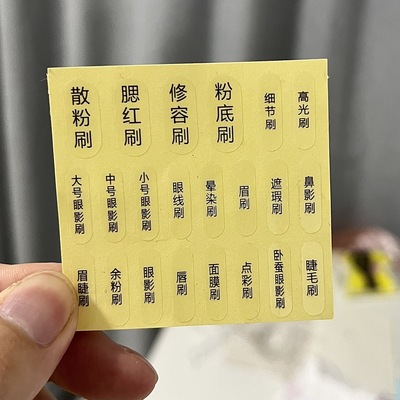 散粉刷
腮红刷
修容刷
粉底刷
细节刷
高光刷
大号眼影刷
中号眼影刷
小号眼影刷
眼线刷
晕染刷
眉刷
遮瑕刷
鼻影刷
眉睫刷
余粉刷
眼影刷
唇刷
面膜刷
点彩刷
卧蚕眼影刷
睫毛刷